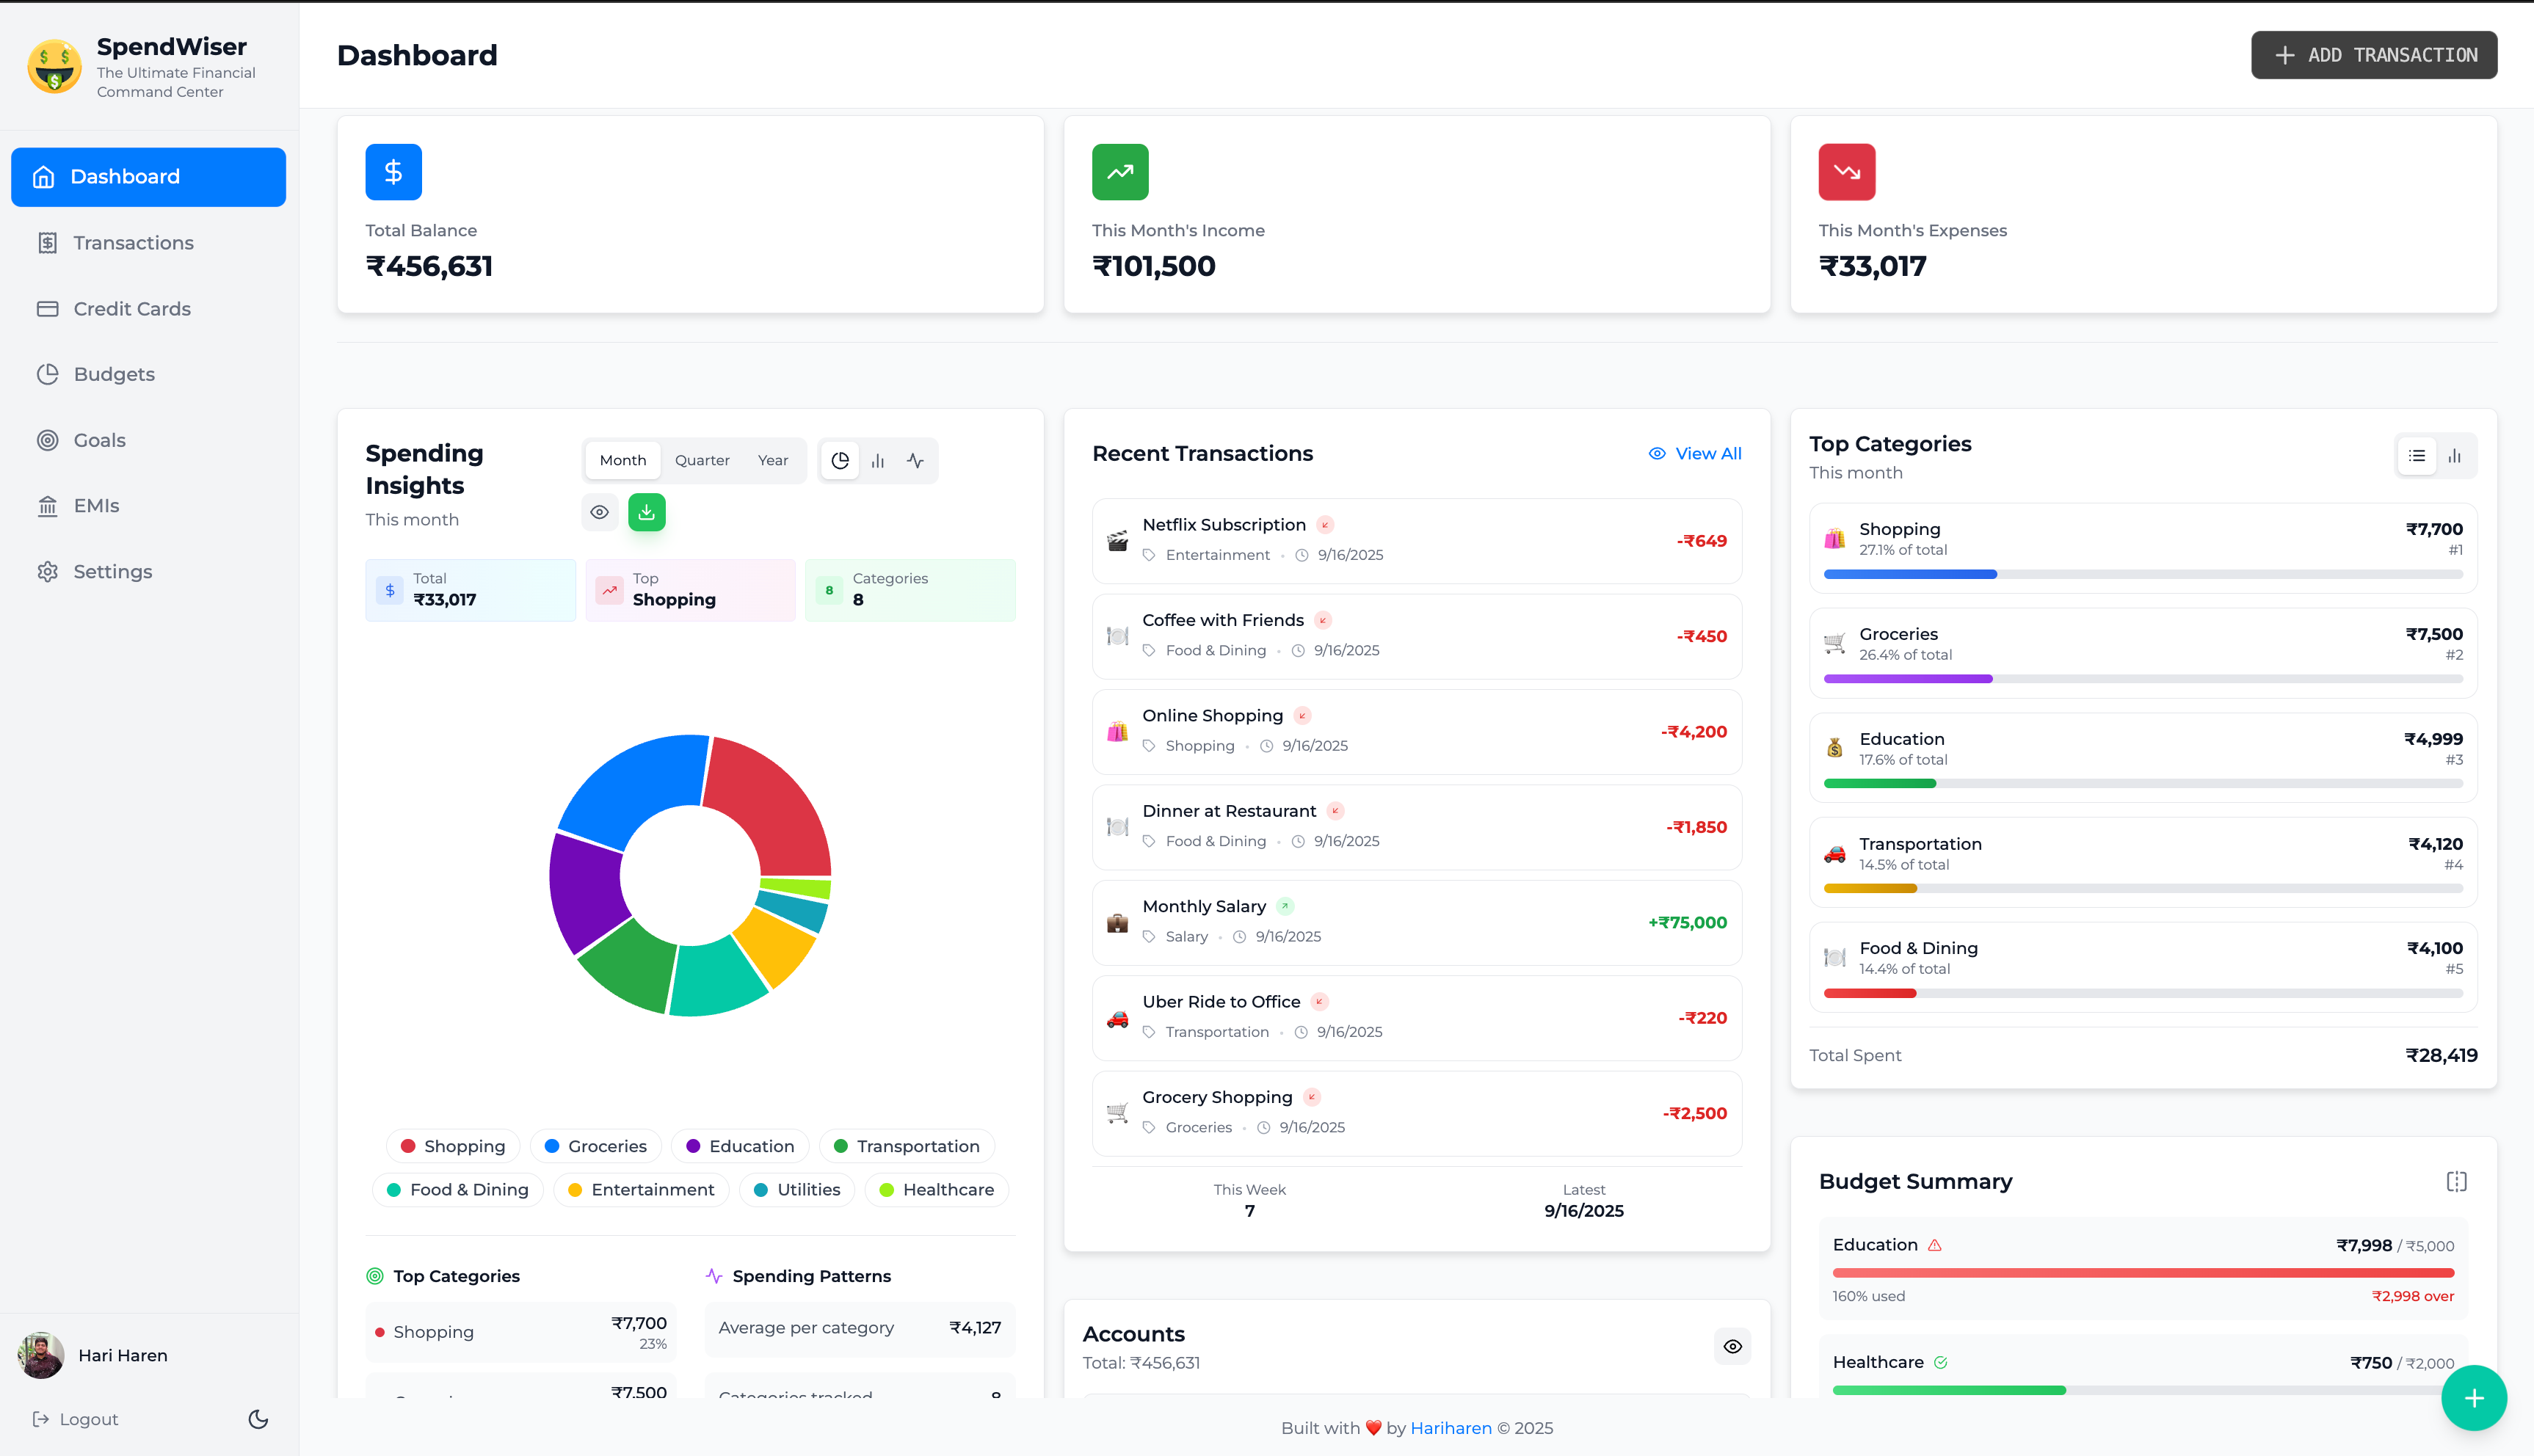 SpendWiser
The Ultimate Financial
Command Center
Dashboard
Transactions
Credit Cards
Budgets
Goals
EMIs
Settings
Hari Haren
Logout
Dashboard
ADD TRANSACTION
Total Balance
₹456,631
This Month's Income
₹101,500
This Month's Expenses
₹33,017
Spending
Insights
This month
Month Quarter Year
Total
₹33,017
Top
Shopping
8
Categories
8
Shopping Groceries Education Transportation
Food & Dining Entertainment Utilities Healthcare
Top Categories
Shopping ₹7,700
23%
₹7,500
Spending Patterns
Average per category ₹4,127
Categories tracked 8
Recent Transactions
View All
Netflix Subscription
Entertainment • 9/16/2025
-₹649
Coffee with Friends
Food & Dining • 9/16/2025
-₹450
Online Shopping
Shopping • 9/16/2025
-₹4,200
Dinner at Restaurant
Food & Dining • 9/16/2025
-₹1,850
Monthly Salary
Salary • 9/16/2025
+₹75,000
Uber Ride to Office
Transportation • 9/16/2025
-₹220
Grocery Shopping
Groceries • 9/16/2025
-₹2,500
This Week
7
Latest
9/16/2025
Accounts
Total: ₹456,631
Top Categories
This month
Shopping ₹7,700
27.1% of total #1
Groceries ₹7,500
26.4% of total #2
Education ₹4,999
17.6% of total #3
Transportation ₹4,120
14.5% of total #4
Food & Dining ₹4,100
14.4% of total #5
Total Spent ₹28,419
Budget Summary
Education ₹7,998 / ₹5,000
160% used ₹2,998 over
Healthcare ₹750 / ₹2,000
Built with ❤️ by Hariharen © 2025